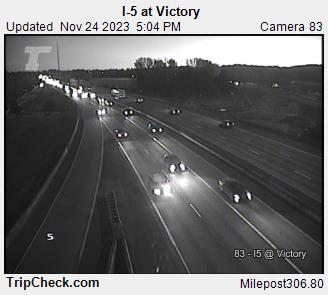 I-5 at Victory
Updated Nov 24 2023 5:04 PM Camera 83
T
S
83 - I5 @ Victory
TripCheck.com Milepost306.80